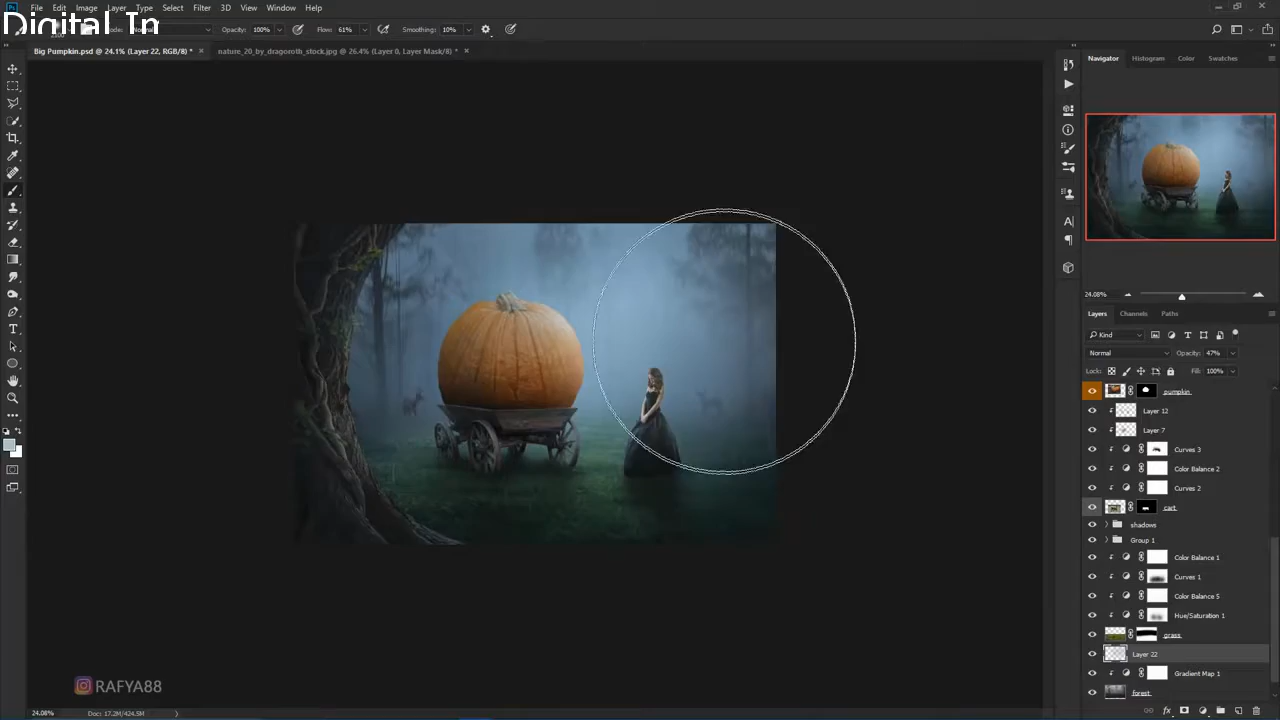 File Edit Image Layer Type Select Filter 3D View Window Help
Digital Im
Mode: Normal Opacity: 100% Flow: 61% Smoothing: 10%
Big Pumpkin.psd @ 24.1% (Layer 22, RGB/8) * × nature_20_by_dragoroth_stock.jpg @ 26.4% (Layer 0, Layer Mask/8) * ×
Navigator Histogram Color Swatches
24.08%
Layers Channels Paths
Kind
Normal Opacity: 47%
Lock: Fill: 100%
pumpkin
Layer 12
Layer 7
Curves 3
Color Balance 2
Curves 2
cart
shadows
Group 1
Color Balance 1
Curves 1
Color Balance 5
Hue/Saturation 1
grass
Layer 22
Gradient Map 1
forest
RAFYA88
24.08% Doc: 17.2M/424.5M